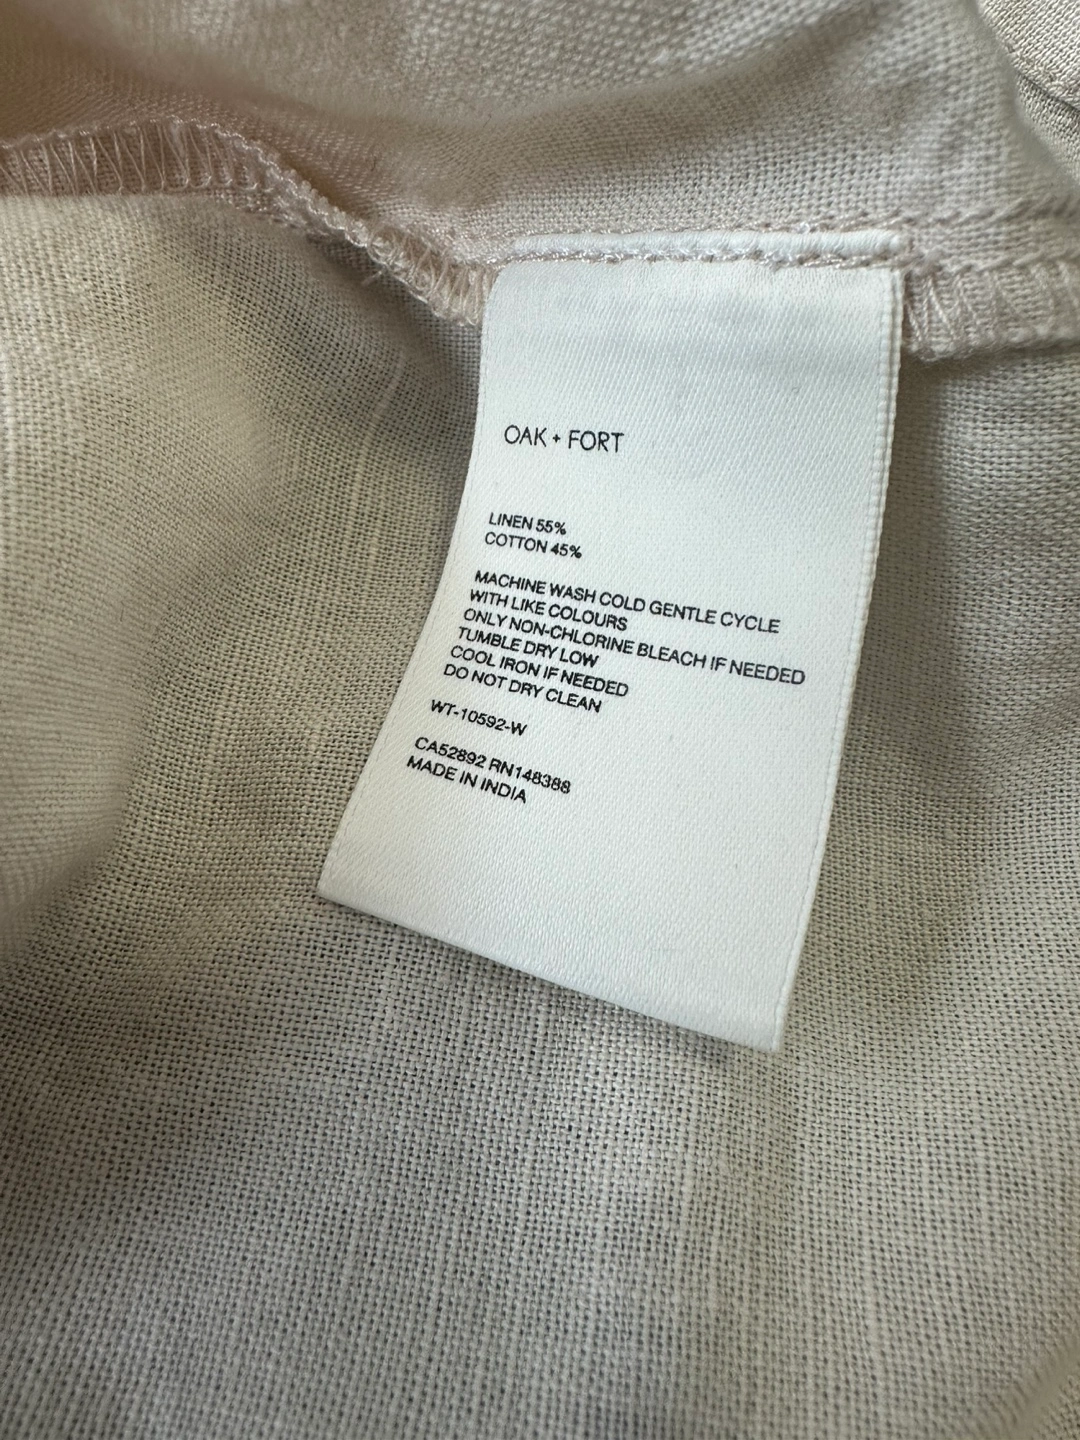 OAK + FORT
LINEN 55%
COTTON 45%
MACHINE WASH COLD GENTLE CYCLE
WITH LIKE COLOURS
ONLY NON-CHLORINE BLEACH IF NEEDED
TUMBLE DRY LOW
COOL IRON IF NEEDED
DO NOT DRY CLEAN
WT-10592-W
CA52892 RN148388
MADE IN INDIA